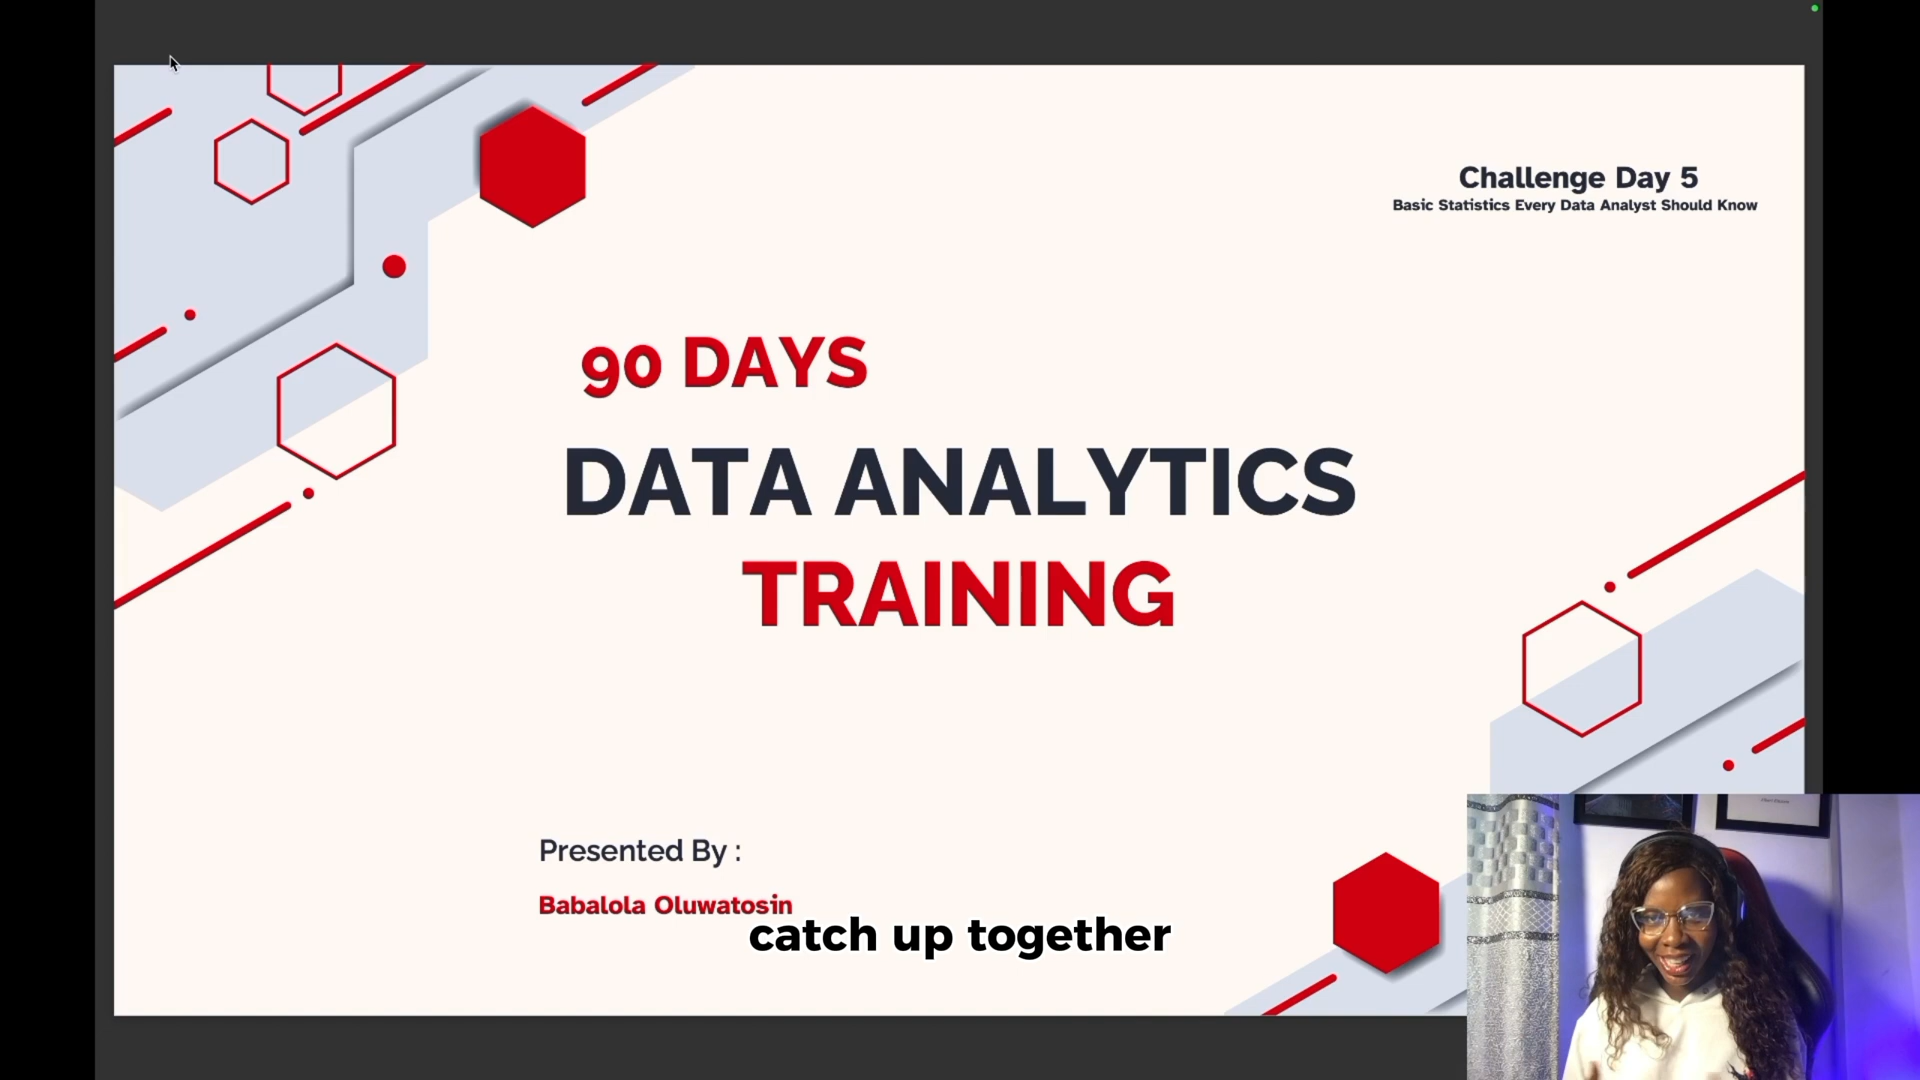 Challenge Day 5
Basic Statistics Every Data Analyst Should Know
90 DAYS
DATA ANALYTICS
TRAINING
Presented By :
Babalola Oluwatosin
catch up together